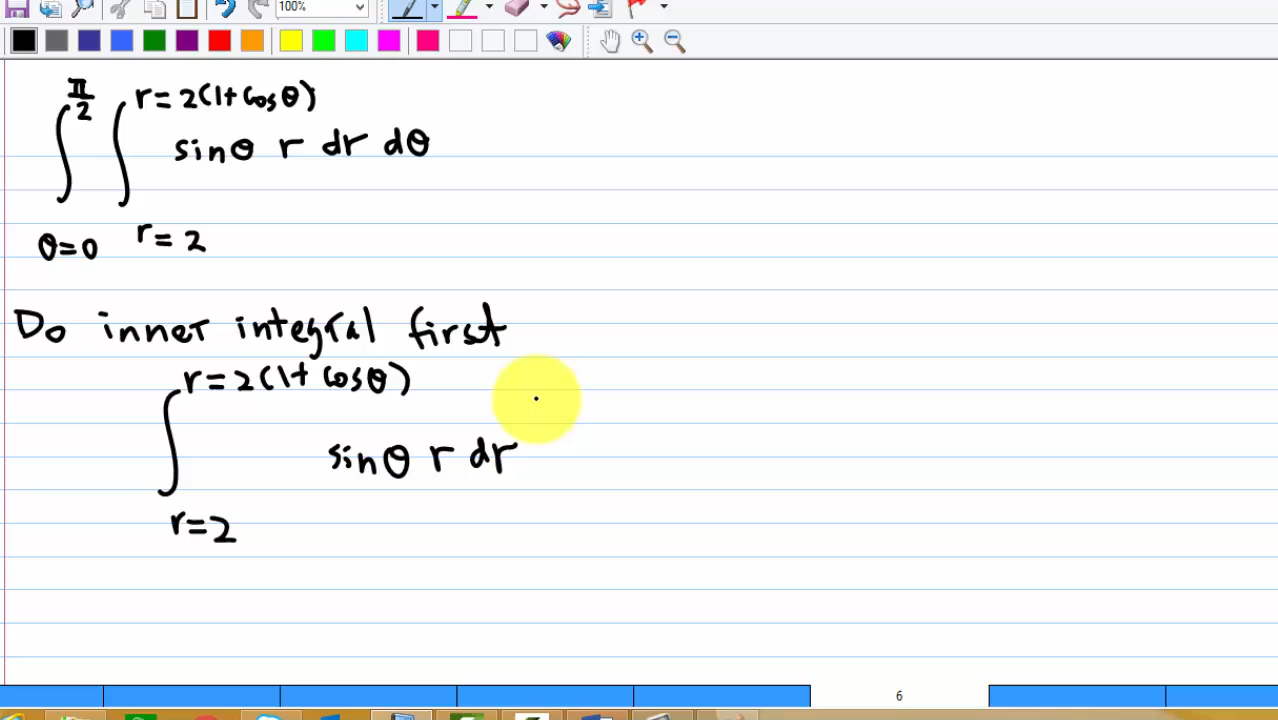 100%
π/2 r=2(1+cosθ)
∫ ∫ sinθ r dr dθ
θ=0 r=2
Do inner integral first
r=2(1+cosθ)
∫ sinθ r dr
r=2
6